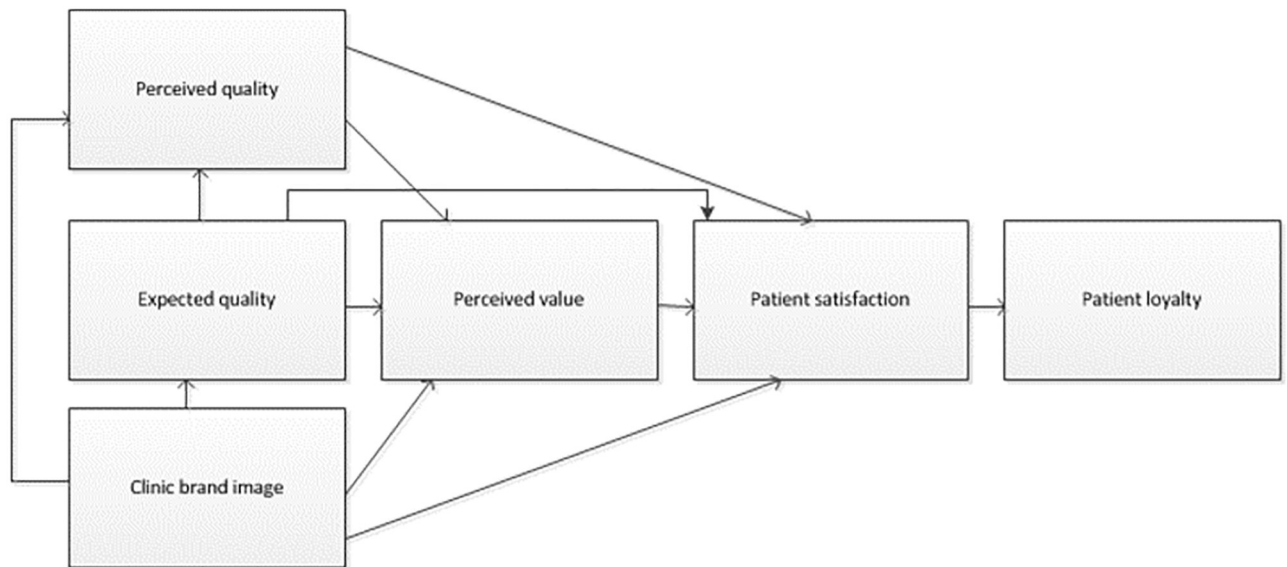 Perceived quality
Expected quality
Perceived value
Patient satisfaction
Patient loyalty
Clinic brand image